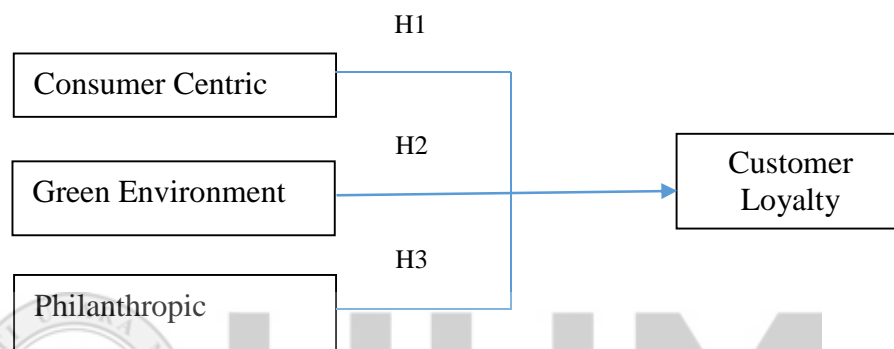 H1
Consumer Centric
H2
Green Environment
Customer
Loyalty
H3
Philanthropic